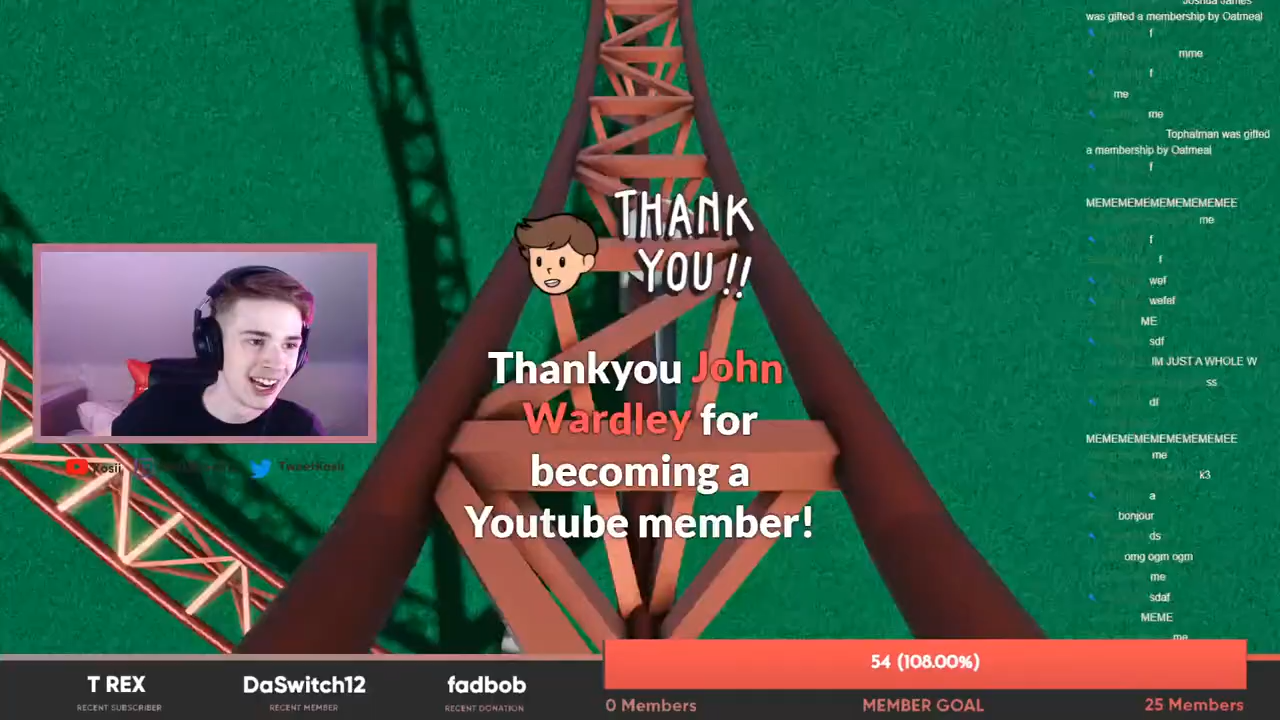 THANK
YOU!!
Thankyou John
Wardley for
becoming a
Youtube member!
Xosii
TweetXosii
T REX
RECENT SUBSCRIBER
DaSwitch12
RECENT MEMBER
fadbob
RECENT DONATION
54 (108.00%)
0 Members
MEMBER GOAL
25 Members
Joshua James
was gifted a membership by Oatmeal
f
mme
f
me
me
Tophatman was gifted
a membership by Oatmeal
f
MEMEMEMEMEMEMEMEMEE
me
f
f
wef
wefef
ME
sdf
IM JUST A WHOLE W
ss
df
MEMEMEMEMEMEMEMEMEE
me
k3
a
bonjour
ds
omg ogm ogm
me
sdaf
MEME
me